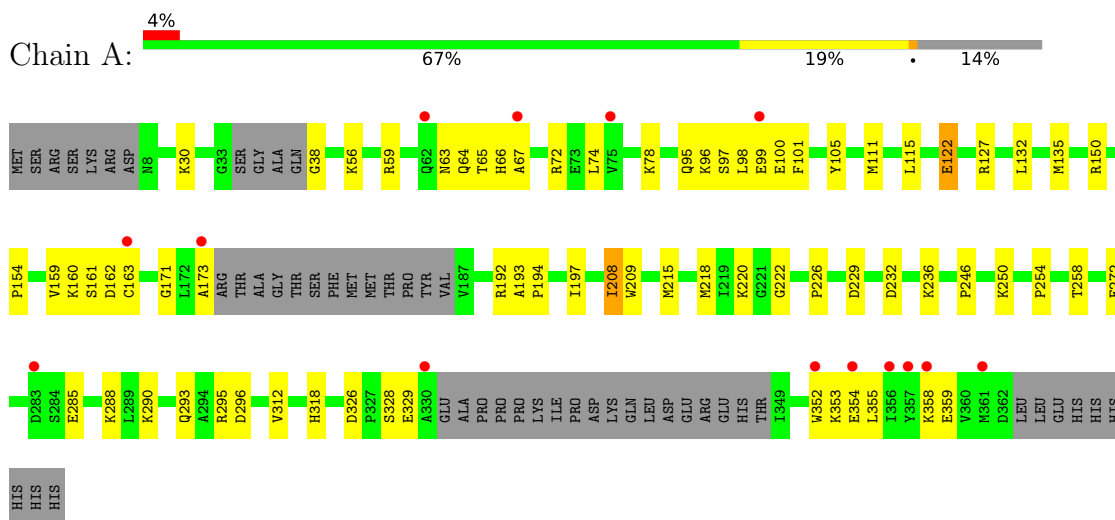 4%
Chain A:
67% 19% • 14%
MET SER ARG SER LYS ARG ASP N8 K30 G33 SER GLY ALA GLN G38 K56 R59 Q62 N63 Q64 T65 H66 A67 R72 E73 L74 V75 K78 Q95 K96 S97 L98 E99 E100 F101 Y105 M111 L115 E122 R127 L132 M135 R150
P154 V159 K160 S161 D162 C163 G171 L172 A173 ARG THR ALA GLY THR SER PHE MET MET THR PRO TYR VAL V187 R192 A193 P194 I197 I208 W209 M215 M218 I219 K220 G221 G222 P226 D229 D232 K236 P246 K250 P254 T258
D283 S284 E285 K288 L289 K290 Q293 A294 R295 D296 V312 H318 D326 P327 S328 E329 A330 GLU ALA PRO PRO PRO LYS ILE PRO ASP LYS GLN LEU ASP GLU ARG GLU HIS THR I349 W352 K353 E354 L355 I356 Y357 K358 E359 V360 M361 D362 LEU LEU GLU HIS HIS HIS
HIS HIS HIS